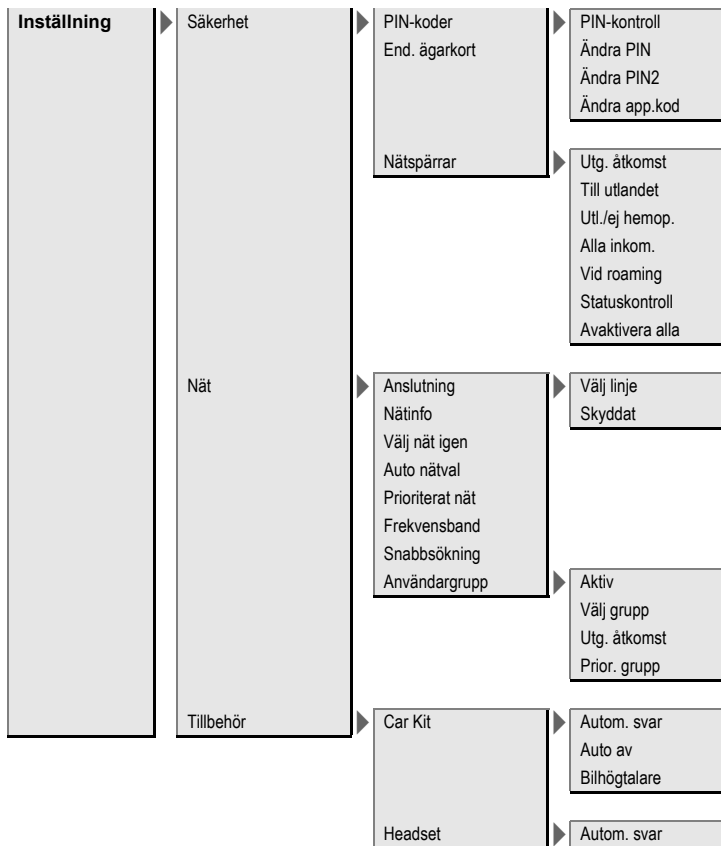 Inställning
Säkerhet
PIN-koder
PIN-kontroll
Ändra PIN
Ändra PIN2
Ändra app.kod
End. ägarkort
Nätspärrar
Utg. åtkomst
Till utlandet
Utl./ej hemop.
Alla inkom.
Vid roaming
Statuskontroll
Avaktivera alla
Nät
Anslutning
Välj linje
Skyddat
Nätinfo
Välj nät igen
Auto nätval
Prioriterat nät
Frekvensband
Snabbsökning
Användargrupp
Aktiv
Välj grupp
Utg. åtkomst
Prior. grupp
Tillbehör
Car Kit
Autom. svar
Auto av
Bilhögtalare
Headset
Autom. svar